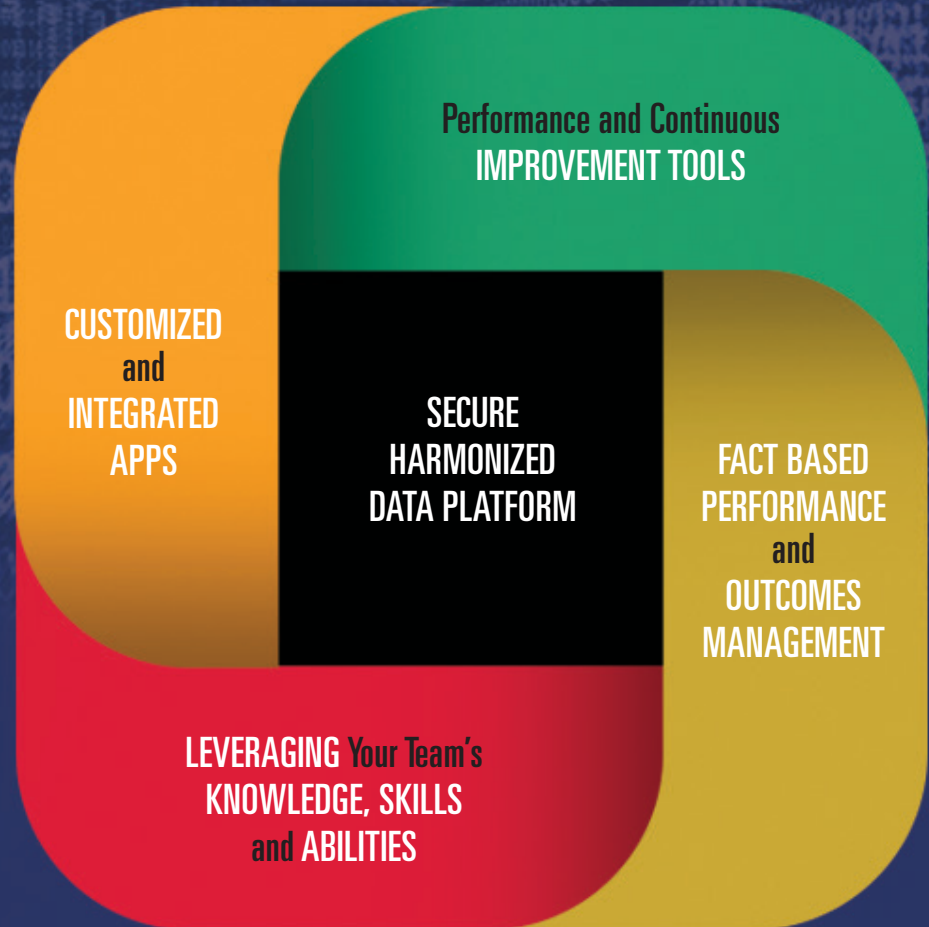 Performance and Continuous
IMPROVEMENT TOOLS
CUSTOMIZED
and
INTEGRATED
APPS
SECURE
HARMONIZED
DATA PLATFORM
FACT BASED
PERFORMANCE
and
OUTCOMES
MANAGEMENT
LEVERAGING Your Team's
KNOWLEDGE, SKILLS
and ABILITIES